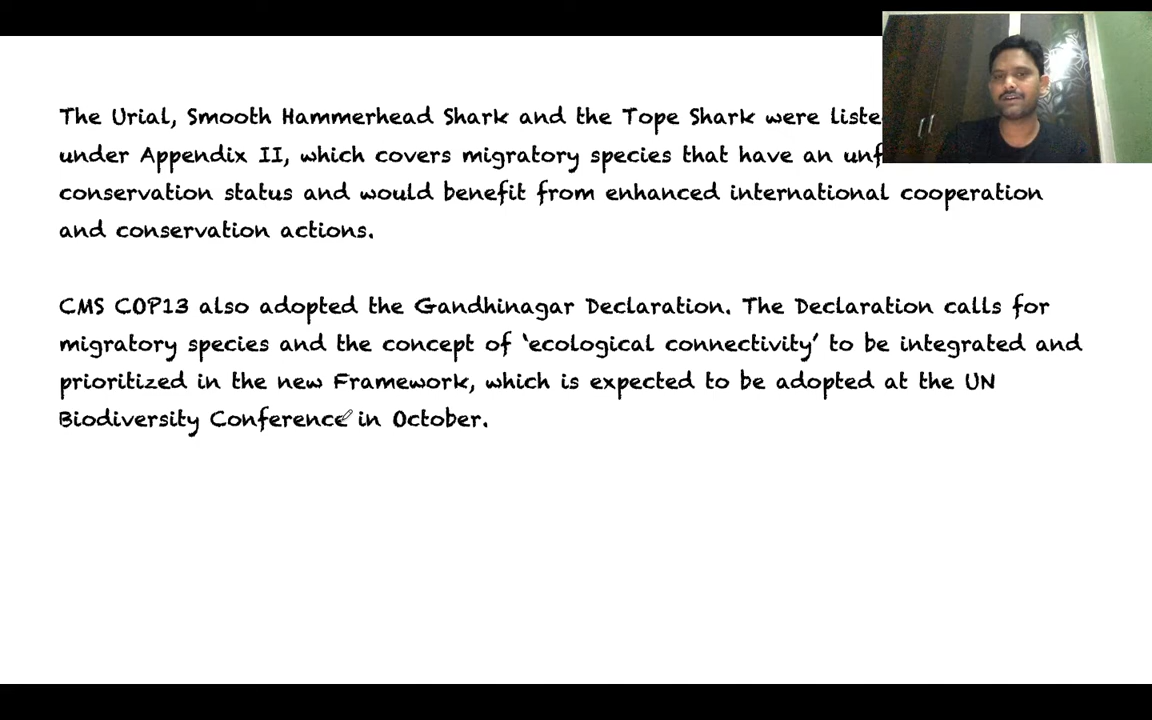 The Urial, Smooth Hammerhead Shark and the Tope Shark were
under Appendix II, which covers migratory species that have an
conservation status and would benefit from enhanced international cooperation
and conservation actions.
CMS COP13 also adopted the Gandhinagar Declaration. The Declaration calls for
migratory species and the concept of ‘ecological connectivity’ to be integrated and
prioritized in the new Framework, which is expected to be adopted at the UN
Biodiversity Conference in October.